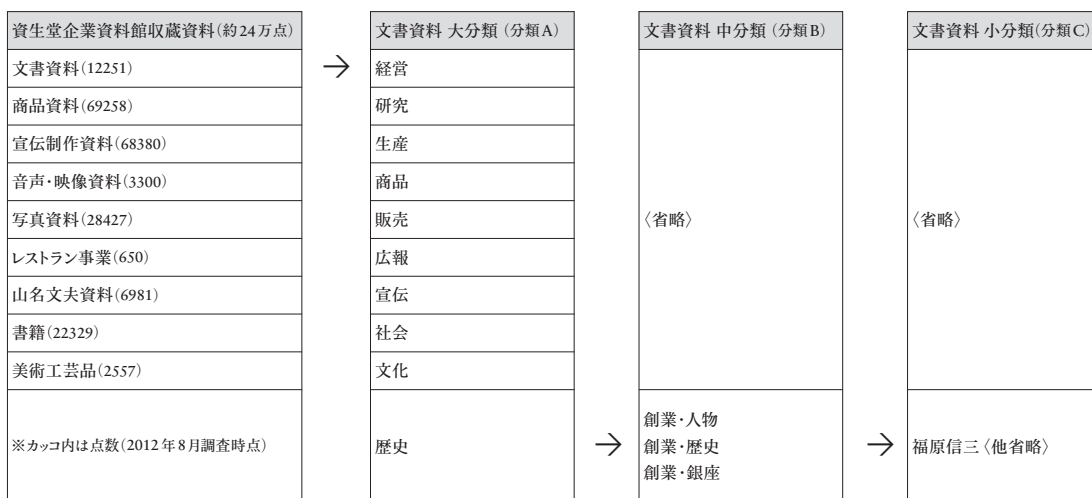 資生堂企業資料館収蔵資料(約24万点)
文書資料(12251)
商品資料(69258)
宣伝制作資料(68380)
音声・映像資料(3300)
写真資料(28427)
レストラン事業(650)
山名文夫資料(6981)
書籍(22329)
美術工芸品(2557)
※カッコ内は点数(2012年8月調査時点)
→
文書資料 大分類 (分類A)
経営
研究
生産
商品
販売
広報
宣伝
社会
文化
歴史
→
文書資料 中分類 (分類B)
〈省略〉
創業・人物
創業・歴史
創業・銀座
→
文書資料 小分類(分類C)
〈省略〉
福原信三〈他省略〉